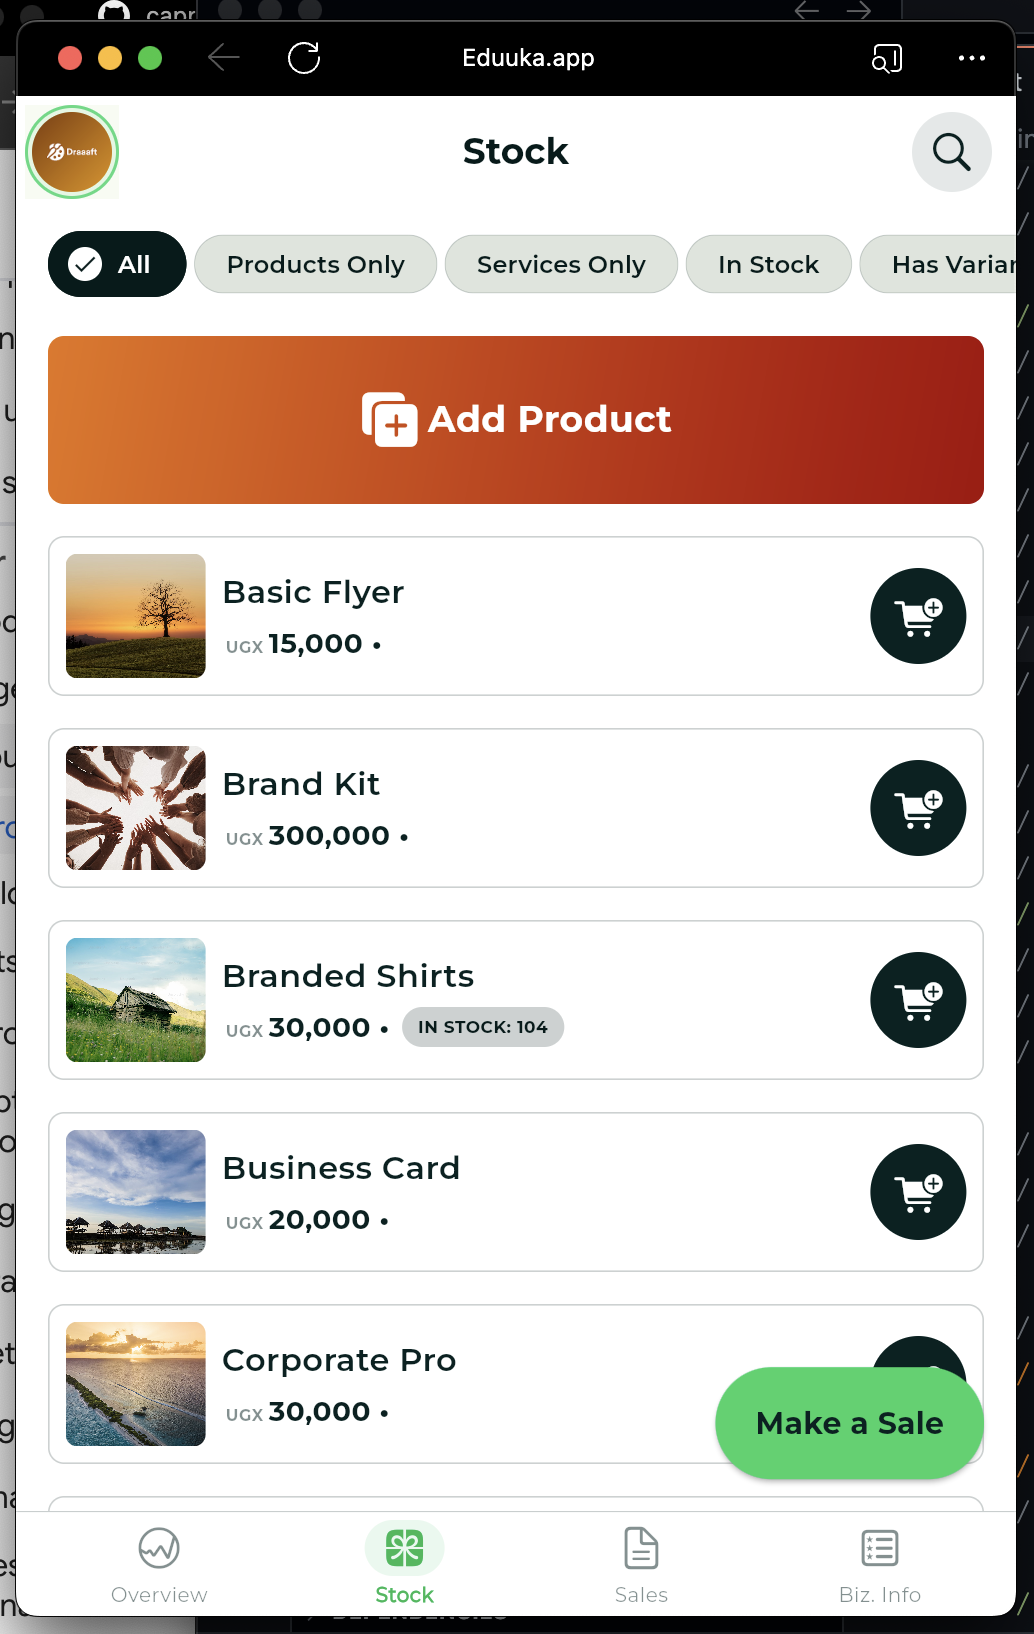 Eduuka.app
Draaaft
Stock
All
Products Only
Services Only
In Stock
Add Product
Basic Flyer
UGX 15,000 •
Brand Kit
UGX 300,000 •
Branded Shirts
UGX 30,000 • IN STOCK: 104
Business Card
UGX 20,000 •
Corporate Pro
UGX 30,000 •
Make a Sale
Overview
Stock
Sales
Biz. Info